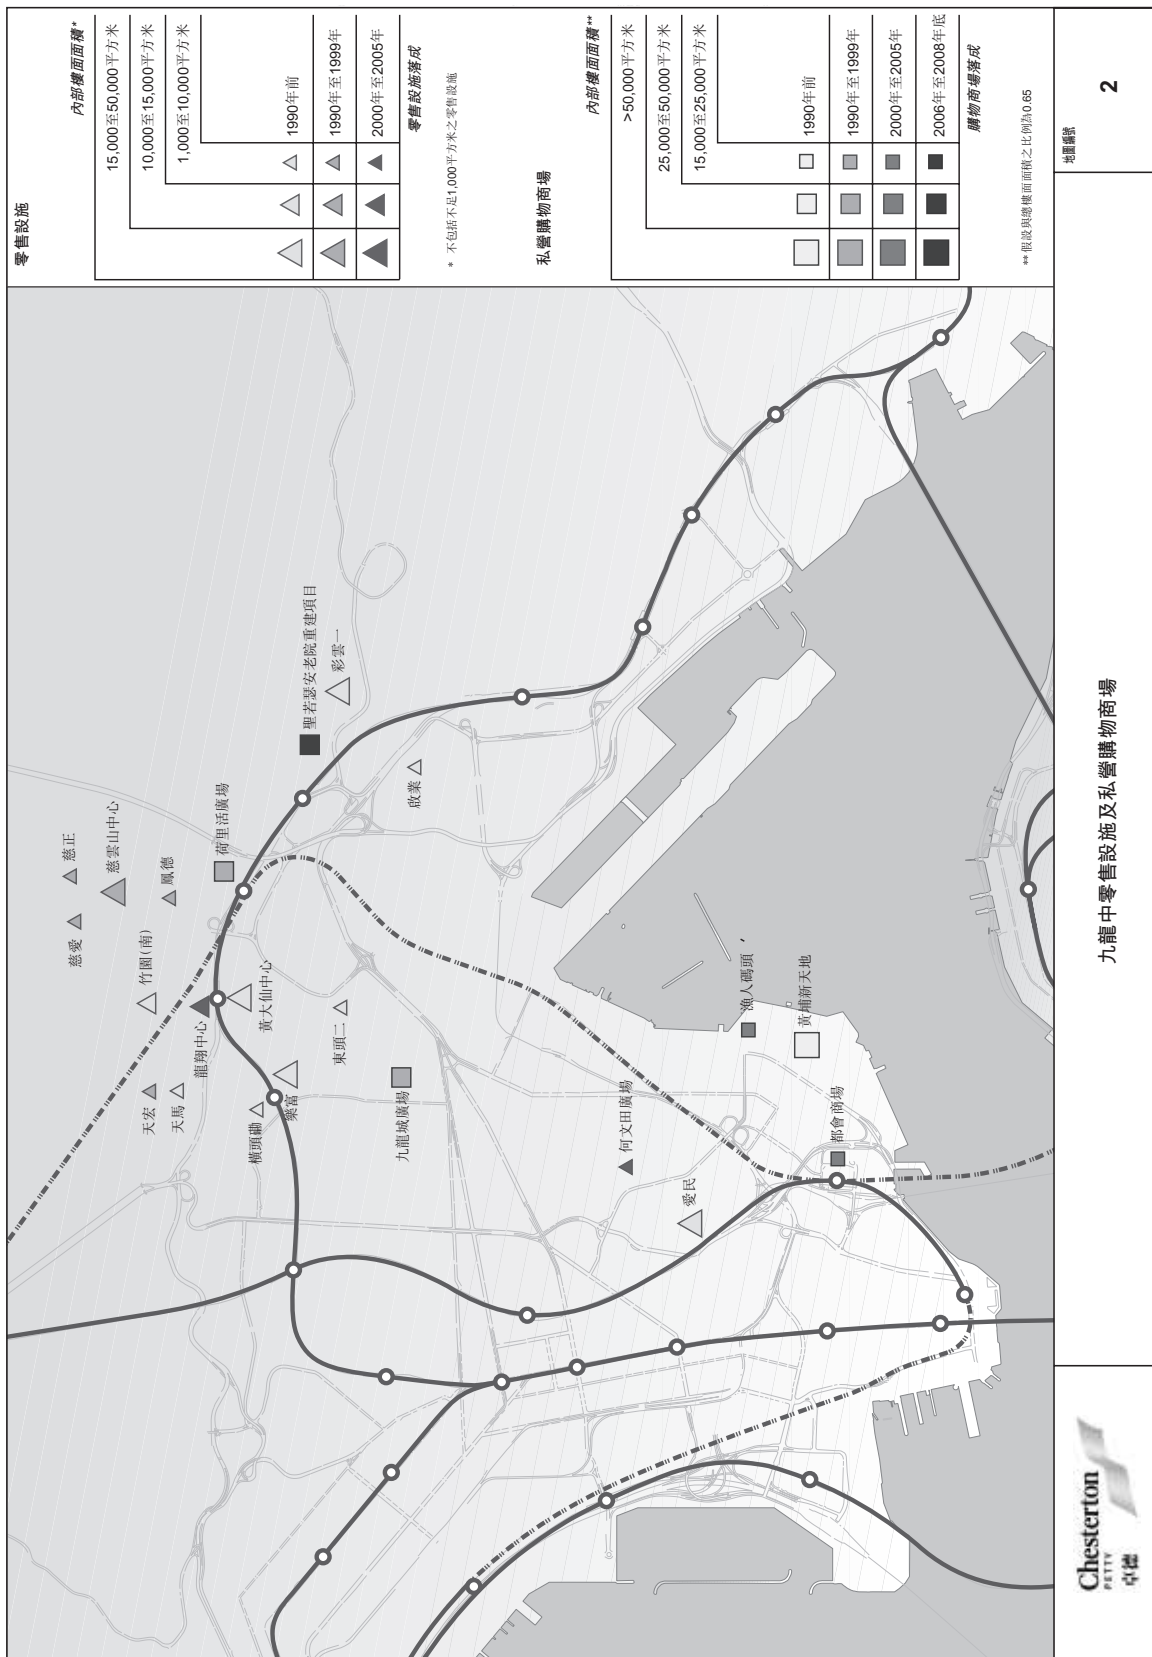 零售設施
內部樓面面積*
15,000至50,000平方米
10,000至15,000平方米
1,000至10,000平方米
1990年前
1990年至1999年
2000年至2005年
零售設施落成
* 不包括不足1,000平方米之零售設施
私營購物商場
內部樓面面積**
>50,000平方米
25,000至50,000平方米
15,000至25,000平方米
1990年前
1990年至1999年
2000年至2005年
2006年至2008年底
購物商場落成
**假設與總樓面面積之比例為0.65
慈正
慈愛
慈雲山中心
鳳德
竹園(南)
荷里活廣場
聖若瑟安老院重建項目
彩雲一
龍翔中心
黃大仙中心
天宏
天馬
橫頭磡
樂富
東頭二
啟業
九龍城廣場
何文田廣場
愛民
漁人碼頭
黃埔新天地
都會商場
Chesterton
PETTY
卓德
九龍中零售設施及私營購物商場
地圖編號
2